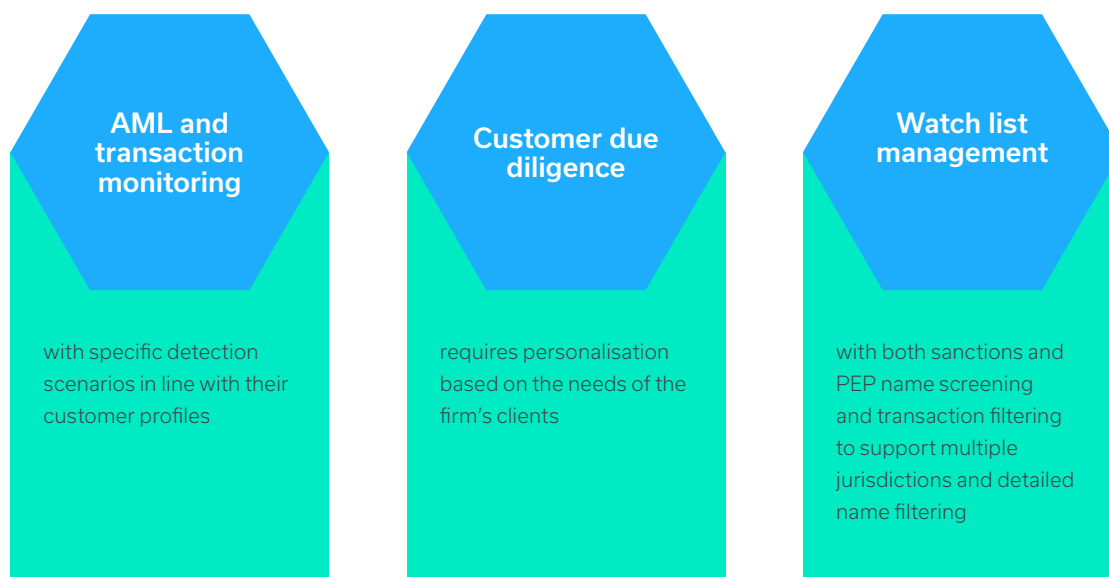 AML and
transaction
monitoring
with specific detection
scenarios in line with their
customer profiles
Customer due
diligence
requires personalisation
based on the needs of the
firm's clients
Watch list
management
with both sanctions and
PEP name screening
and transaction filtering
to support multiple
jurisdictions and detailed
name filtering